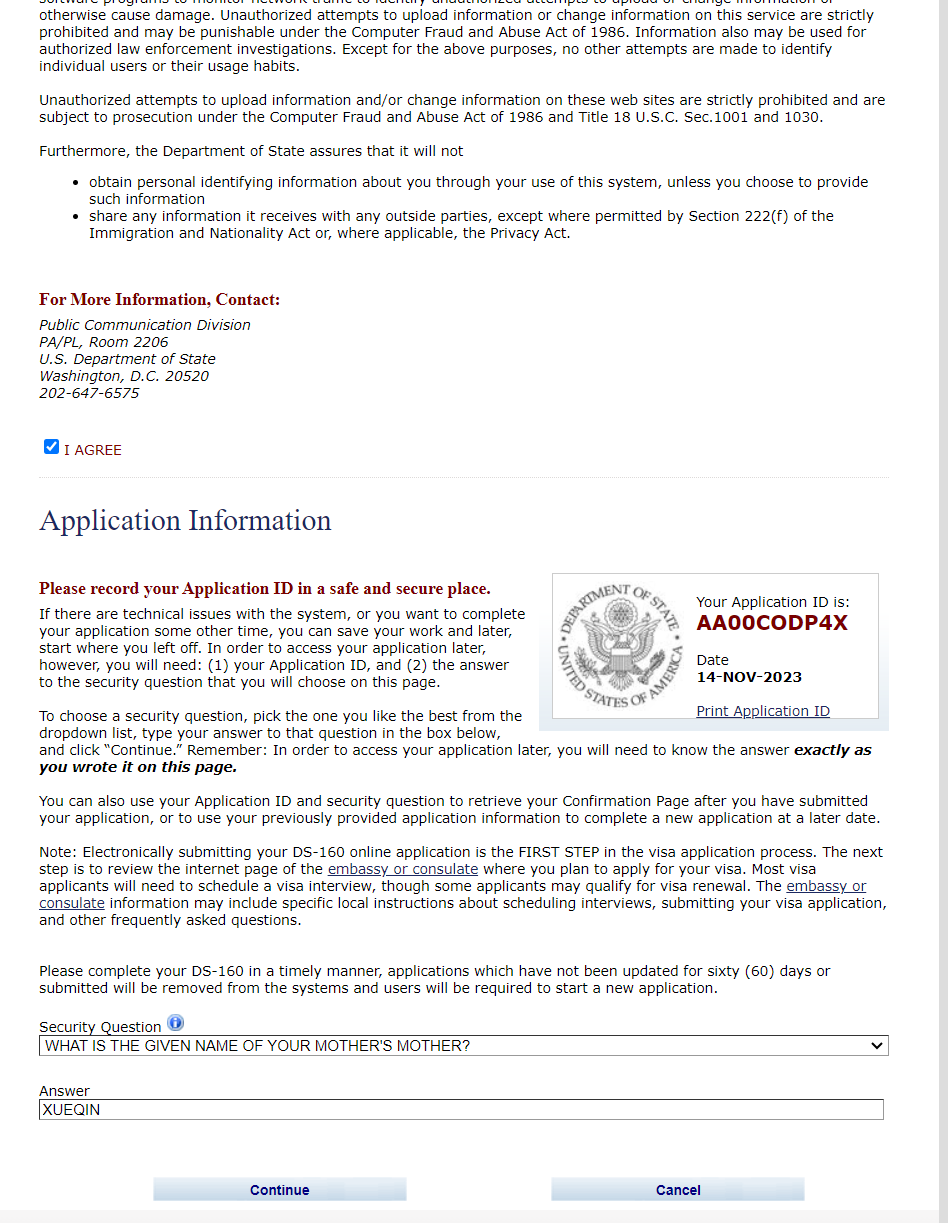 software programs to monitor network traffic to identify unauthorized attempts to upload or change information or
otherwise cause damage. Unauthorized attempts to upload information or change information on this service are strictly
prohibited and may be punishable under the Computer Fraud and Abuse Act of 1986. Information also may be used for
authorized law enforcement investigations. Except for the above purposes, no other attempts are made to identify
individual users or their usage habits.
Unauthorized attempts to upload information and/or change information on these web sites are strictly prohibited and are
subject to prosecution under the Computer Fraud and Abuse Act of 1986 and Title 18 U.S.C. Sec.1001 and 1030.
Furthermore, the Department of State assures that it will not
• obtain personal identifying information about you through your use of this system, unless you choose to provide
such information
• share any information it receives with any outside parties, except where permitted by Section 222(f) of the
Immigration and Nationality Act or, where applicable, the Privacy Act.
For More Information, Contact:
Public Communication Division
PA/PL, Room 2206
U.S. Department of State
Washington, D.C. 20520
202-647-6575
I AGREE
Application Information
Please record your Application ID in a safe and secure place.
If there are technical issues with the system, or you want to complete
your application some other time, you can save your work and later,
start where you left off. In order to access your application later,
however, you will need: (1) your Application ID, and (2) the answer
to the security question that you will choose on this page.
DEPARTMENT OF STATE
UNITED STATES OF AMERICA
Your Application ID is:
AA00CODP4X
Date
14-NOV-2023
Print Application ID
To choose a security question, pick the one you like the best from the
dropdown list, type your answer to that question in the box below,
and click “Continue.” Remember: In order to access your application later, you will need to know the answer exactly as
you wrote it on this page.
You can also use your Application ID and security question to retrieve your Confirmation Page after you have submitted
your application, or to use your previously provided application information to complete a new application at a later date.
Note: Electronically submitting your DS-160 online application is the FIRST STEP in the visa application process. The next
step is to review the internet page of the embassy or consulate where you plan to apply for your visa. Most visa
applicants will need to schedule a visa interview, though some applicants may qualify for visa renewal. The embassy or
consulate information may include specific local instructions about scheduling interviews, submitting your visa application,
and other frequently asked questions.
Please complete your DS-160 in a timely manner, applications which have not been updated for sixty (60) days or
submitted will be removed from the systems and users will be required to start a new application.
Security Question
WHAT IS THE GIVEN NAME OF YOUR MOTHER'S MOTHER?
Answer
XUEQIN
Continue
Cancel